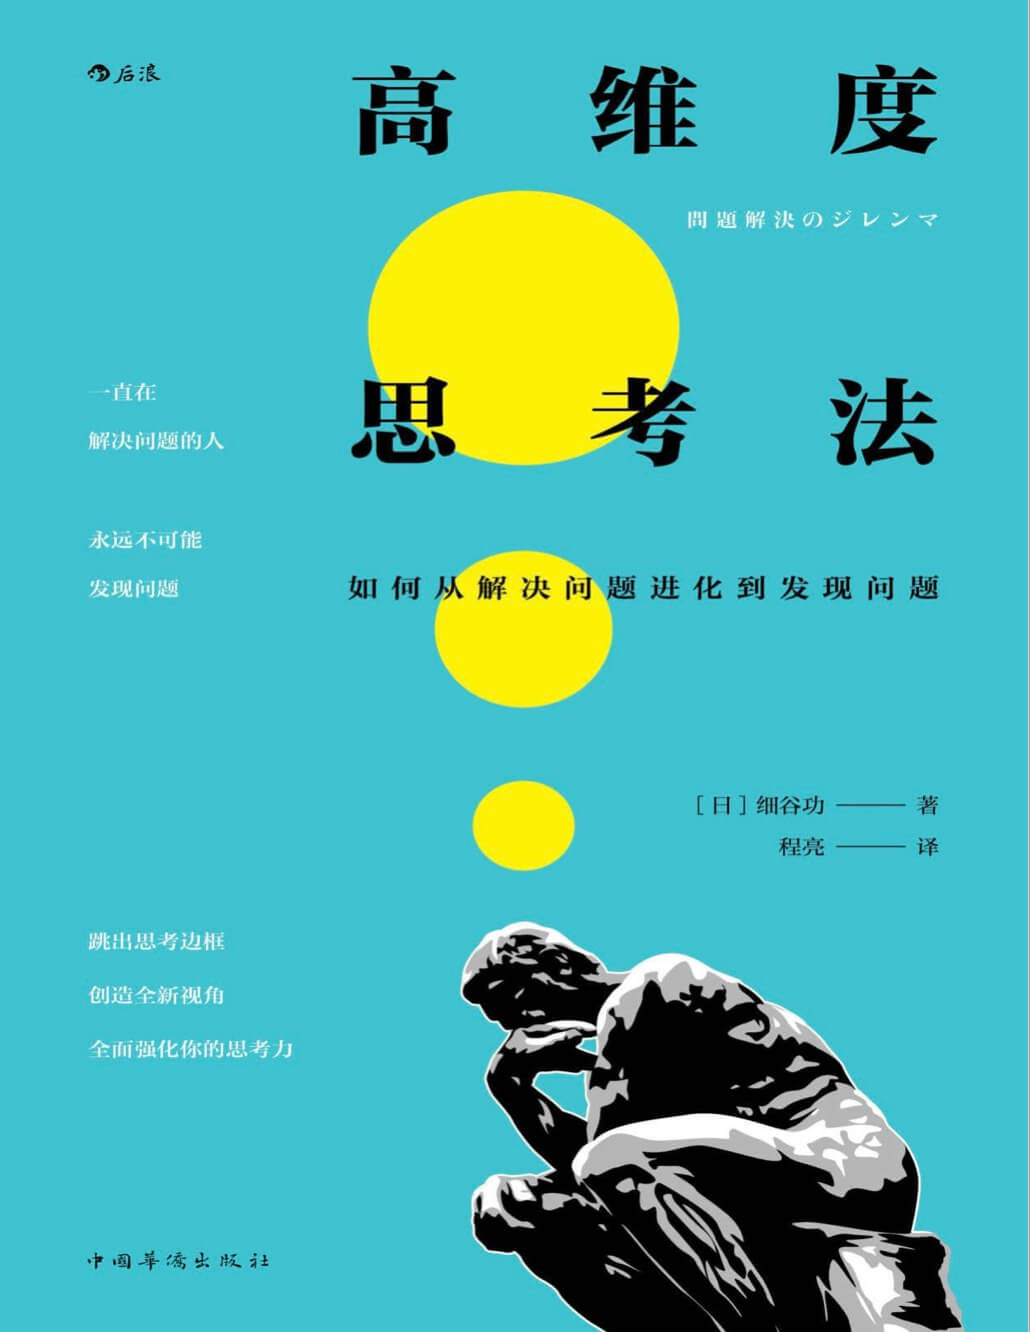 后浪
高维度
問題解決のジレンマ
思考法
一直在
解决问题的人
永远不可能
发现问题
如何从解决问题进化到发现问题
［日］细谷功 —— 著
程亮 —— 译
跳出思考边框
创造全新视角
全面强化你的思考力
中国華僑出版社